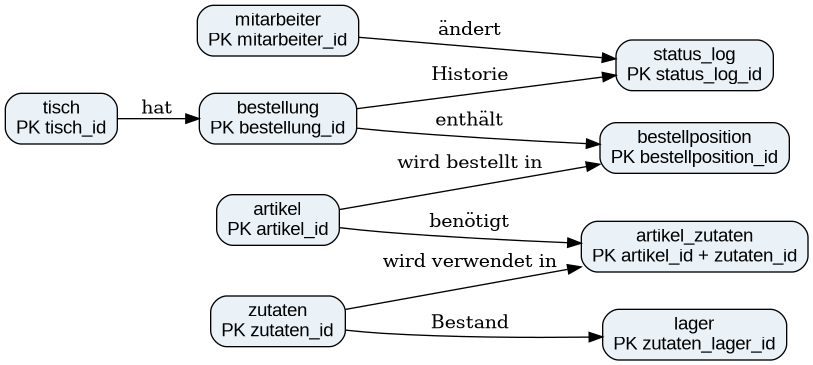 mitarbeiter
PK mitarbeiter_id
ändert
status_log
PK status_log_id
Historie
tisch
PK tisch_id
hat
bestellung
PK bestellung_id
enthält
bestellposition
PK bestellposition_id
wird bestellt in
artikel
PK artikel_id
benötigt
artikel_zutaten
PK artikel_id + zutaten_id
wird verwendet in
zutaten
PK zutaten_id
Bestand
lager
PK zutaten_lager_id